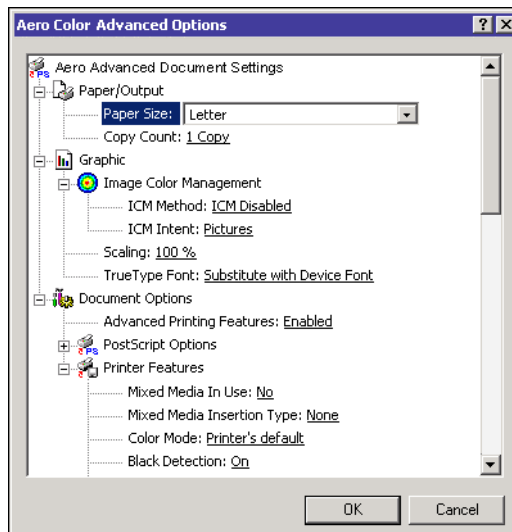 Aero Color Advanced Options
PS Aero Advanced Document Settings
Paper/Output
Paper Size: Letter
Copy Count: 1 Copy
Graphic
Image Color Management
ICM Method: ICM Disabled
ICM Intent: Pictures
Scaling: 100 %
TrueType Font: Substitute with Device Font
Document Options
Advanced Printing Features: Enabled
PS PostScript Options
Printer Features
Mixed Media In Use: No
Mixed Media Insertion Type: None
Color Mode: Printer's default
Black Detection: On
OK Cancel